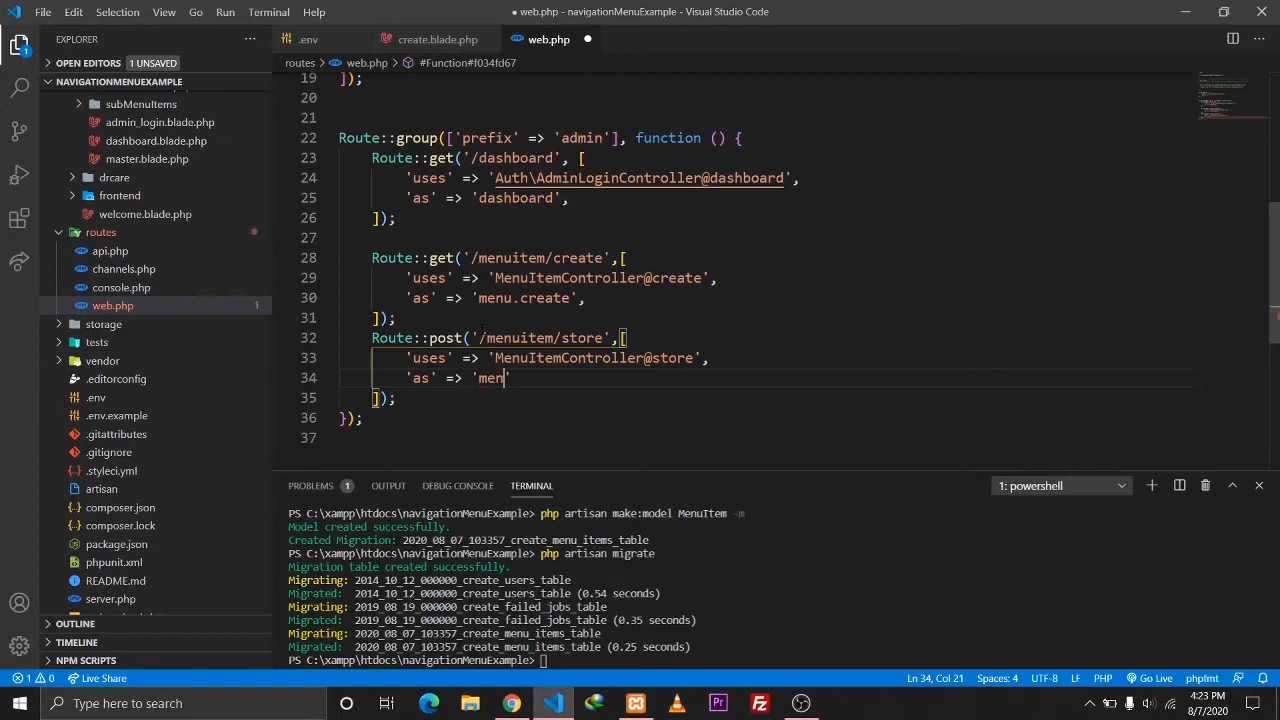 File Edit Selection View Go Run Terminal Help
● web.php - navigationMenuExample - Visual Studio Code
EXPLORER
.env
create.blade.php
web.php
OPEN EDITORS 1 UNSAVED
routes > web.php > #Function#f034fd67
NAVIGATIONMENUEXAMPLE
subMenuItems
admin_login.blade.php
dashboard.blade.php
master.blade.php
drcare
frontend
welcome.blade.php
routes
api.php
channels.php
console.php
web.php 1
storage
tests
vendor
.editorconfig
.env
.env.example
.gitattributes
.gitignore
.styleci.yml
artisan
composer.json
composer.lock
package.json
phpunit.xml
README.md
server.php
OUTLINE
TIMELINE
NPM SCRIPTS
1
19 ]);
20
21
22 Route::group(['prefix' => 'admin'], function () {
23 Route::get('/dashboard', [
24 'uses' => 'Auth\AdminLoginController@dashboard',
25 'as' => 'dashboard',
26 ]);
27
28 Route::get('/menuitem/create',[
29 'uses' => 'MenuItemController@create',
30 'as' => 'menu.create',
31 ]);
32 Route::post('/menuitem/store',[
33 'uses' => 'MenuItemController@store',
34 'as' => 'men'
35 ]);
36 });
37
PROBLEMS 1 OUTPUT DEBUG CONSOLE TERMINAL
1: powershell
PS C:\xampp\htdocs\navigationMenuExample> php artisan make:model MenuItem -m
Model created successfully.
Created Migration: 2020_08_07_103357_create_menu_items_table
PS C:\xampp\htdocs\navigationMenuExample> php artisan migrate
Migration table created successfully.
Migrating: 2014_10_12_000000_create_users_table
Migrated: 2014_10_12_000000_create_users_table (0.54 seconds)
Migrating: 2019_08_19_000000_create_failed_jobs_table
Migrated: 2019_08_19_000000_create_failed_jobs_table (0.35 seconds)
Migrating: 2020_08_07_103357_create_menu_items_table
Migrated: 2020_08_07_103357_create_menu_items_table (0.25 seconds)
PS C:\xampp\htdocs\navigationMenuExample>
1 0 Live Share
Ln 34, Col 21 Spaces: 4 UTF-8 LF PHP Go Live phpfmt
Type here to search
Pr
4:23 PM
8/7/2020